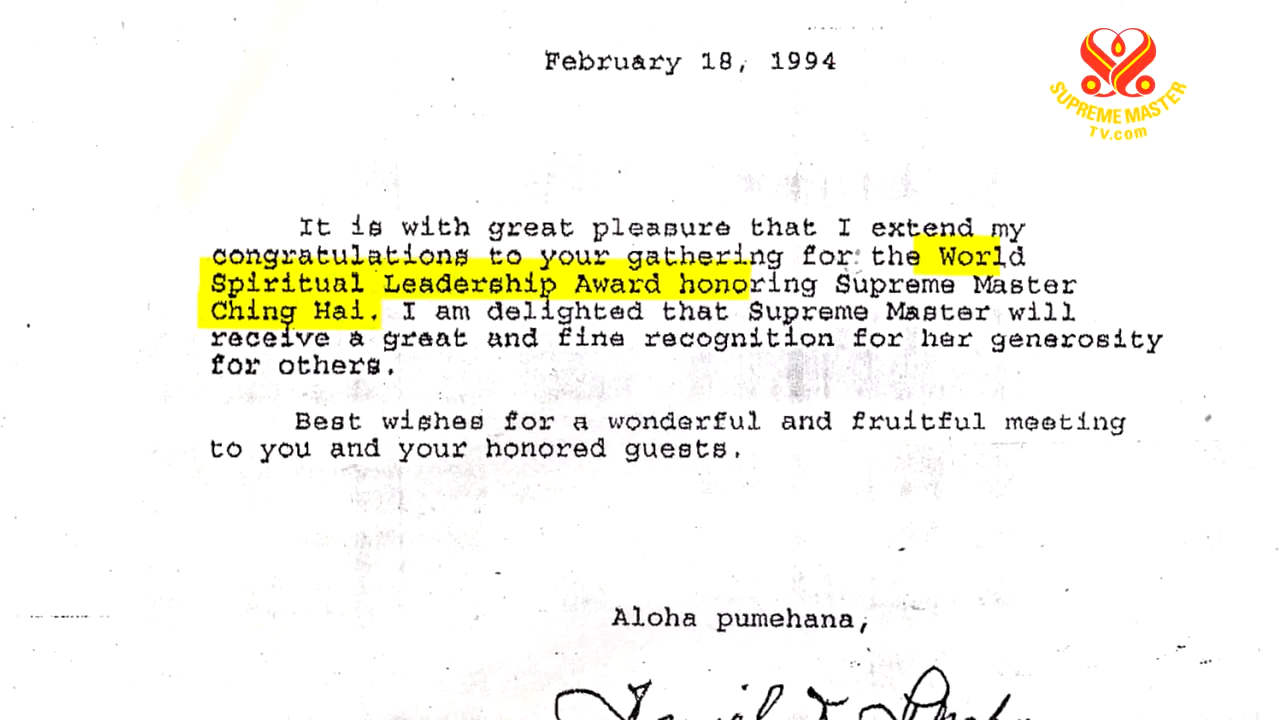 February 18, 1994
SUPREME MASTER
TV.com
It is with great pleasure that I extend my
congratulations to your gathering for the World
Spiritual Leadership Award honoring Supreme Master
Ching Hai. I am delighted that Supreme Master will
receive a great and fine recognition for her generosity
for others.
Best wishes for a wonderful and fruitful meeting
to you and your honored guests.
Aloha pumehana,